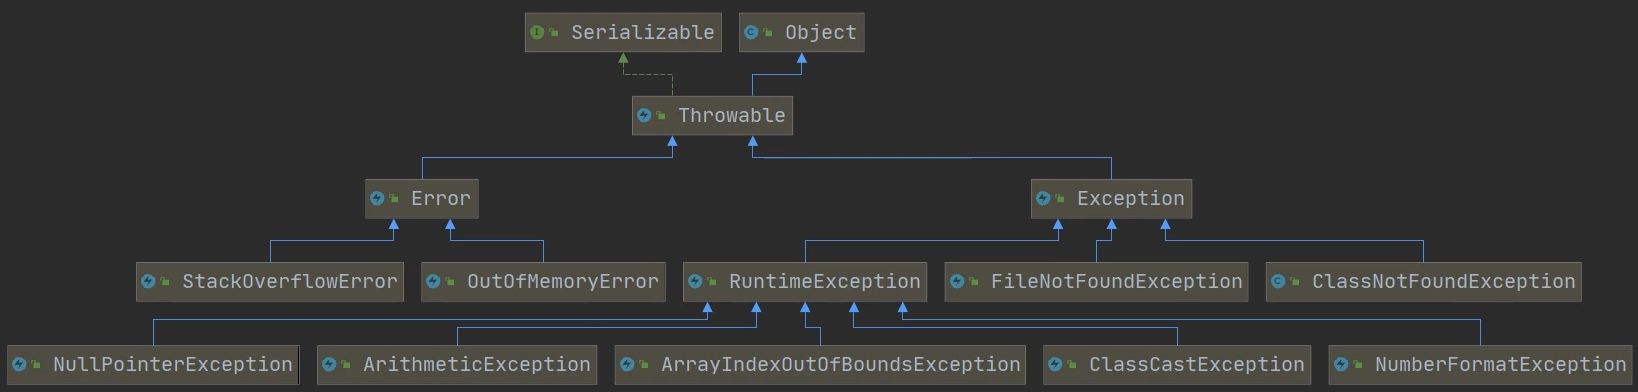 Serializable
Object
Throwable
Error
Exception
StackOverflowError
OutOfMemoryError
RuntimeException
FileNotFoundException
ClassNotFoundException
NullPointerException
ArithmeticException
ArrayIndexOutOfBoundsException
ClassCastException
NumberFormatException